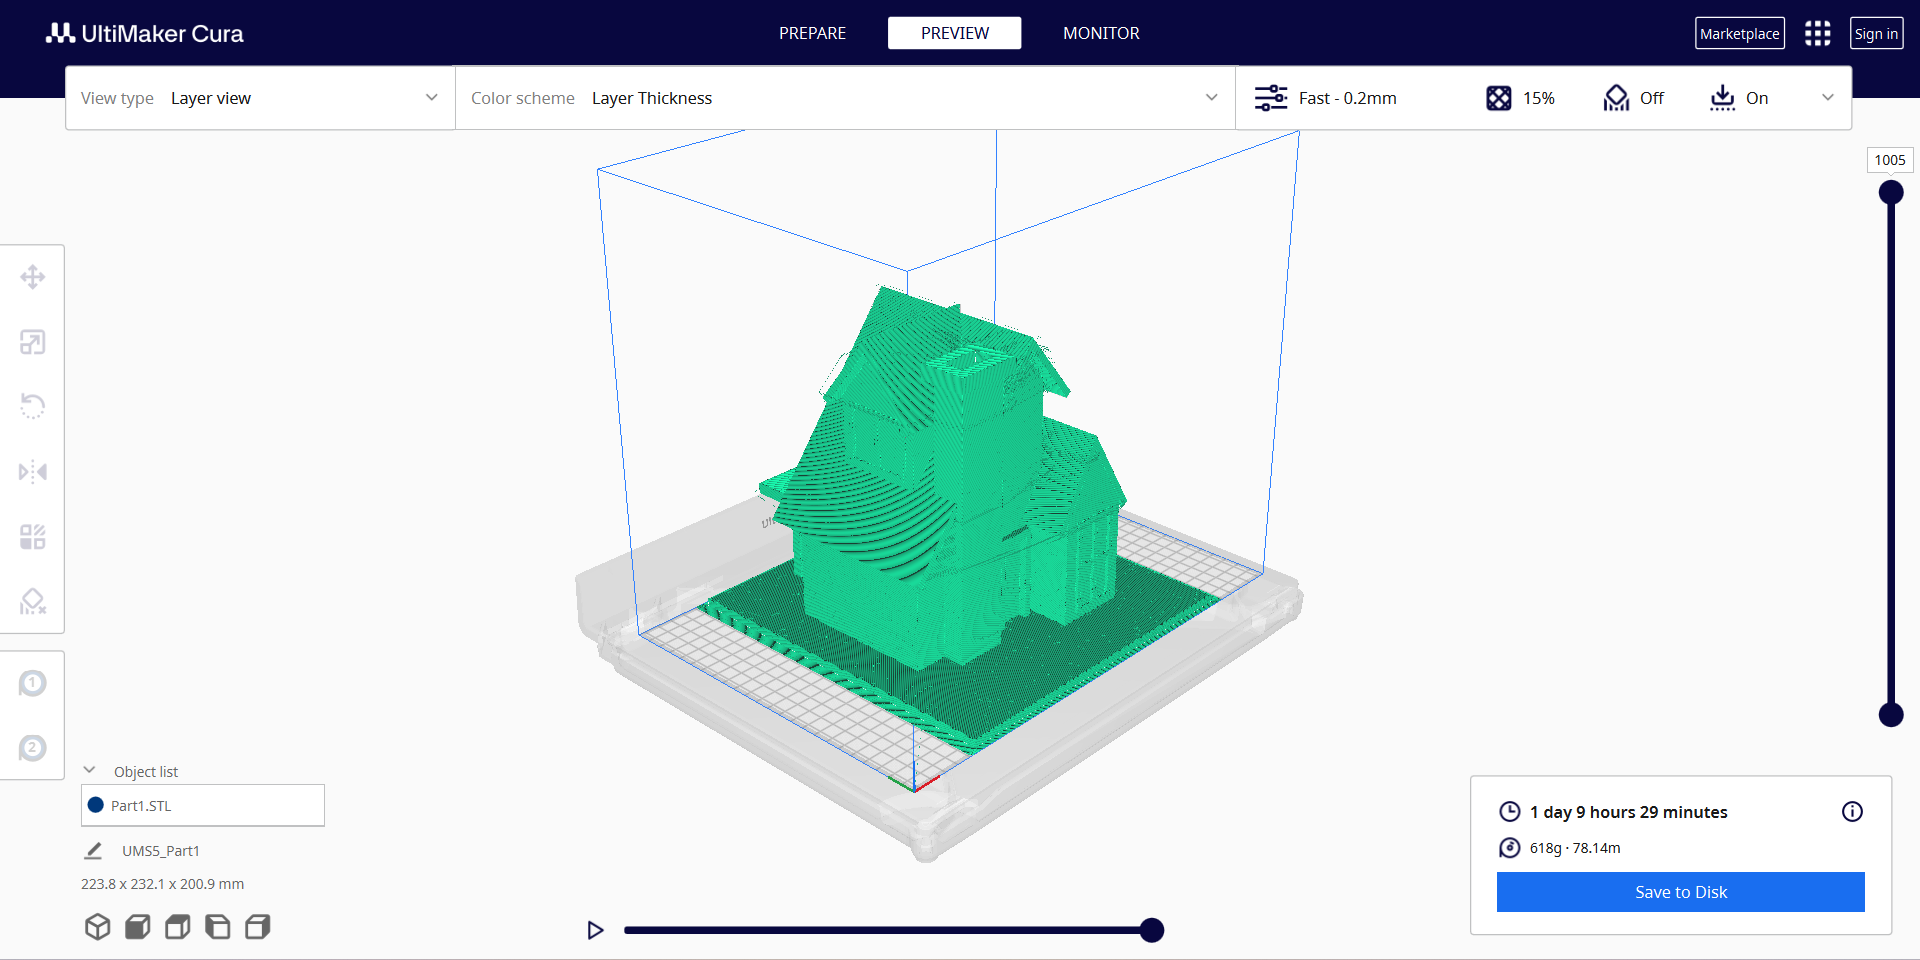 UltiMaker Cura
PREPARE
PREVIEW
MONITOR
Marketplace
Sign in
View type Layer view
Color scheme Layer Thickness
Fast - 0.2mm
15%
Off
On
1005
1
2
Object list
Part1.STL
UMS5_Part1
223.8 x 232.1 x 200.9 mm
1 day 9 hours 29 minutes
618g · 78.14m
Save to Disk